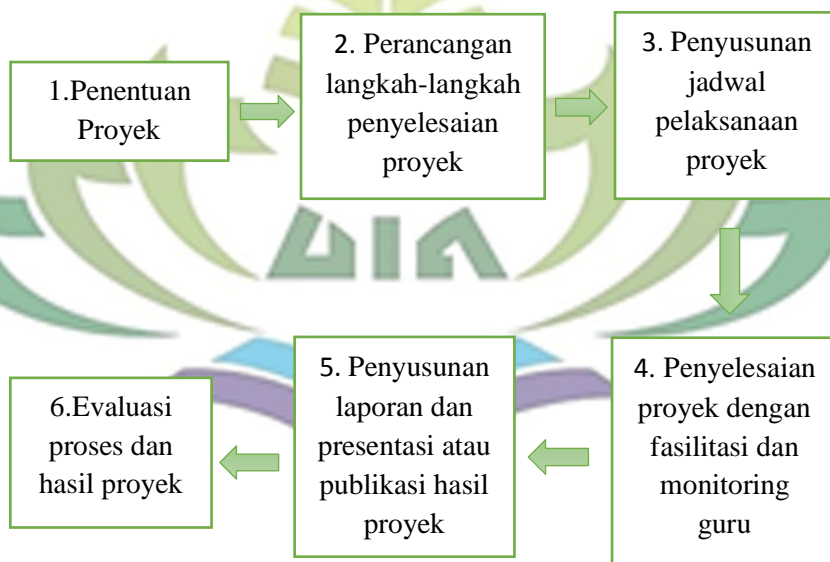 1.Penentuan
Proyek
2. Perancangan
langkah-langkah
penyelesaian
proyek
3. Penyusunan
jadwal
pelaksanaan
proyek
4. Penyelesaian
proyek dengan
fasilitasi dan
monitoring
guru
5. Penyusunan
laporan dan
presentasi atau
publikasi hasil
proyek
6.Evaluasi
proses dan
hasil proyek